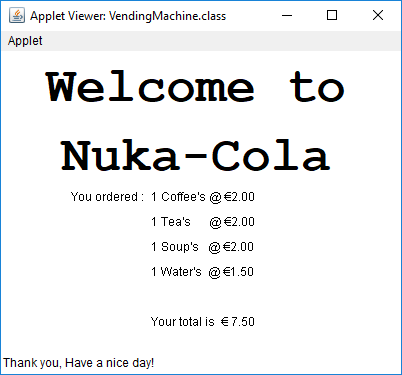 Applet Viewer: VendingMachine.class
Applet
Welcome to
Nuka-Cola
You ordered : 1 Coffee's @ €2.00
1 Tea's @ €2.00
1 Soup's @ €2.00
1 Water's @ €1.50
Your total is € 7.50
Thank you, Have a nice day!